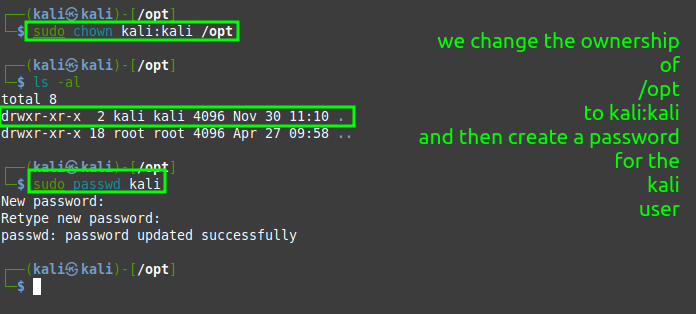 ┌──(kali㉿kali)-[/opt]
└─$ sudo chown kali:kali /opt
┌──(kali㉿kali)-[/opt]
└─$ ls -al
total 8
drwxr-xr-x  2 kali kali 4096 Nov 30 11:10 .
drwxr-xr-x 18 root root 4096 Apr 27 09:58 ..
┌──(kali㉿kali)-[/opt]
└─$ sudo passwd kali
New password:
Retype new password:
passwd: password updated successfully
┌──(kali㉿kali)-[/opt]
└─$
we change the ownership
of
/opt
to kali:kali
and then create a password
for the
kali
user